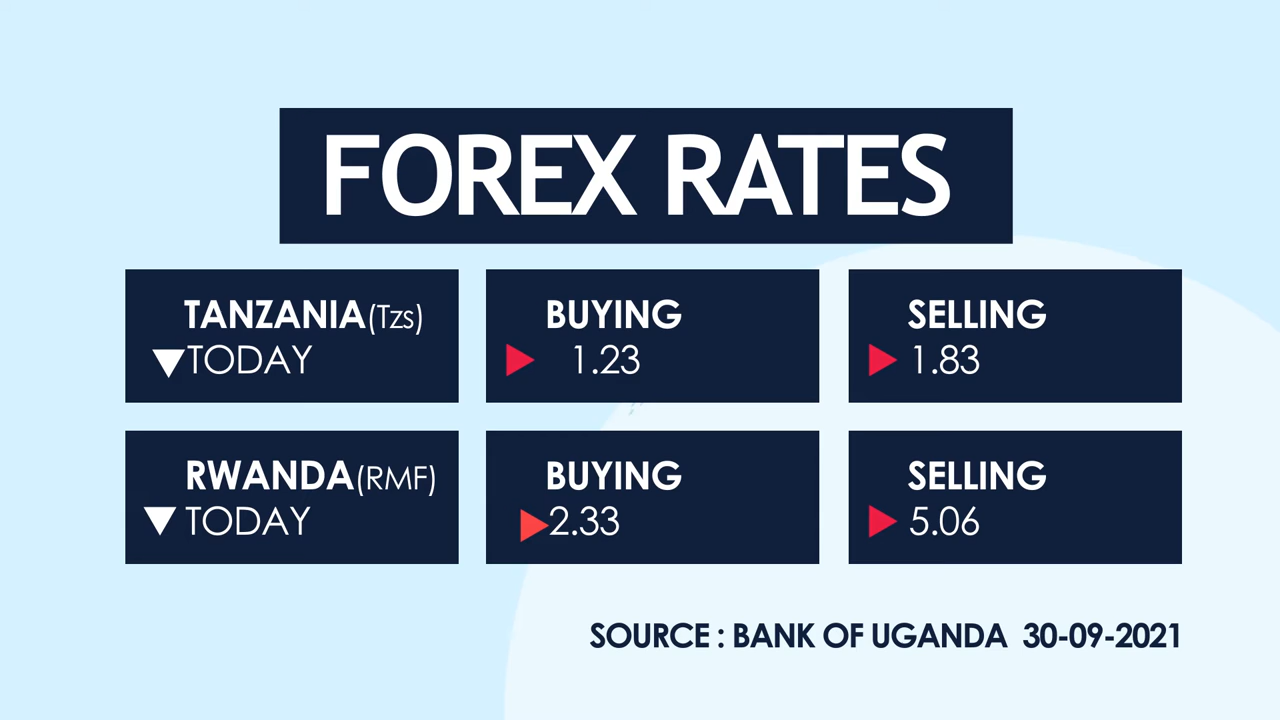 FOREX RATES
TANZANIA(Tzs)
TODAY
BUYING
1.23
SELLING
1.83
RWANDA(RMF)
TODAY
BUYING
2.33
SELLING
5.06
SOURCE : BANK OF UGANDA 30-09-2021